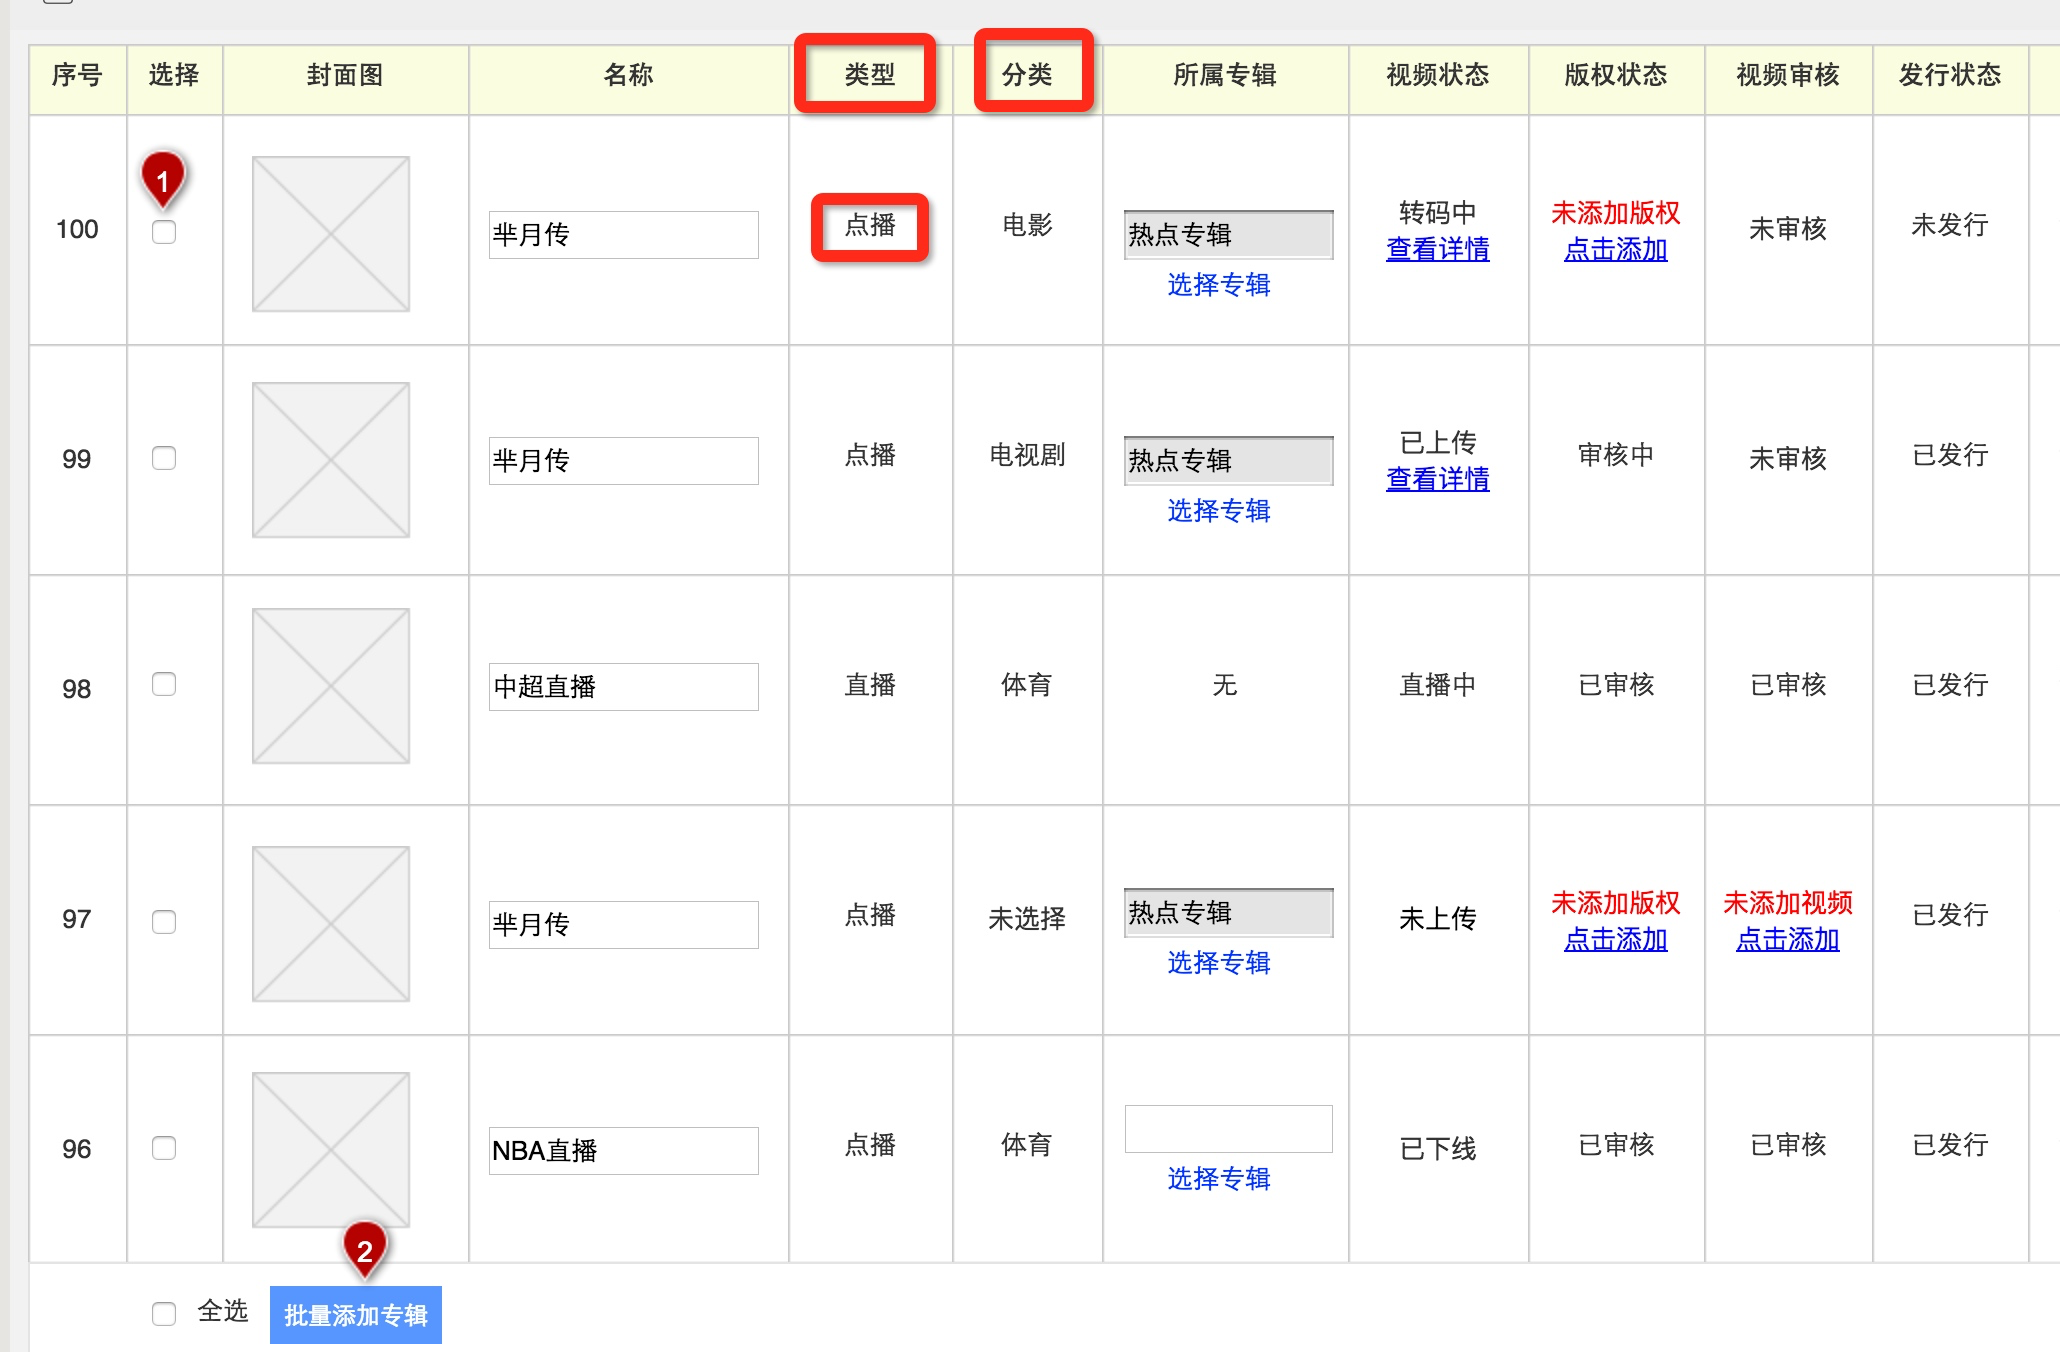 序号 选择 封面图 名称 类型 分类 所属专辑 视频状态 版权状态 视频审核 发行状态
1
100 芈月传 点播 电影 热点专辑 转码中 未添加版权 未审核 未发行
选择专辑 查看详情 点击添加
99 芈月传 点播 电视剧 热点专辑 已上传 审核中 未审核 已发行
选择专辑 查看详情
98 中超直播 直播 体育 无 直播中 已审核 已审核 已发行
97 芈月传 点播 未选择 热点专辑 未上传 未添加版权 未添加视频 已发行
选择专辑 点击添加 点击添加
96 NBA直播 点播 体育 已下线 已审核 已审核 已发行
选择专辑
2
全选 批量添加专辑